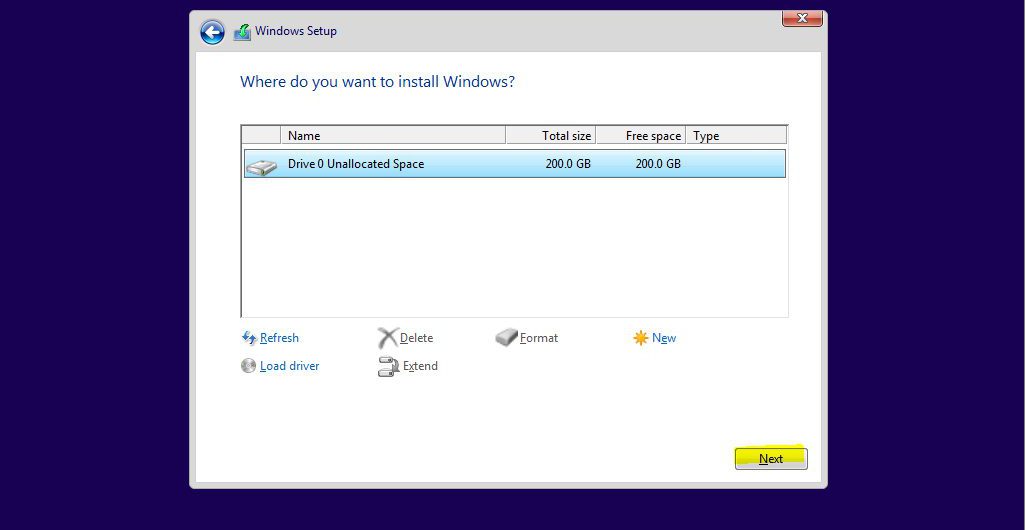 Windows Setup
Where do you want to install Windows?
Name Total size Free space Type
Drive 0 Unallocated Space 200.0 GB 200.0 GB
Refresh Delete Format New
Load driver Extend
Next